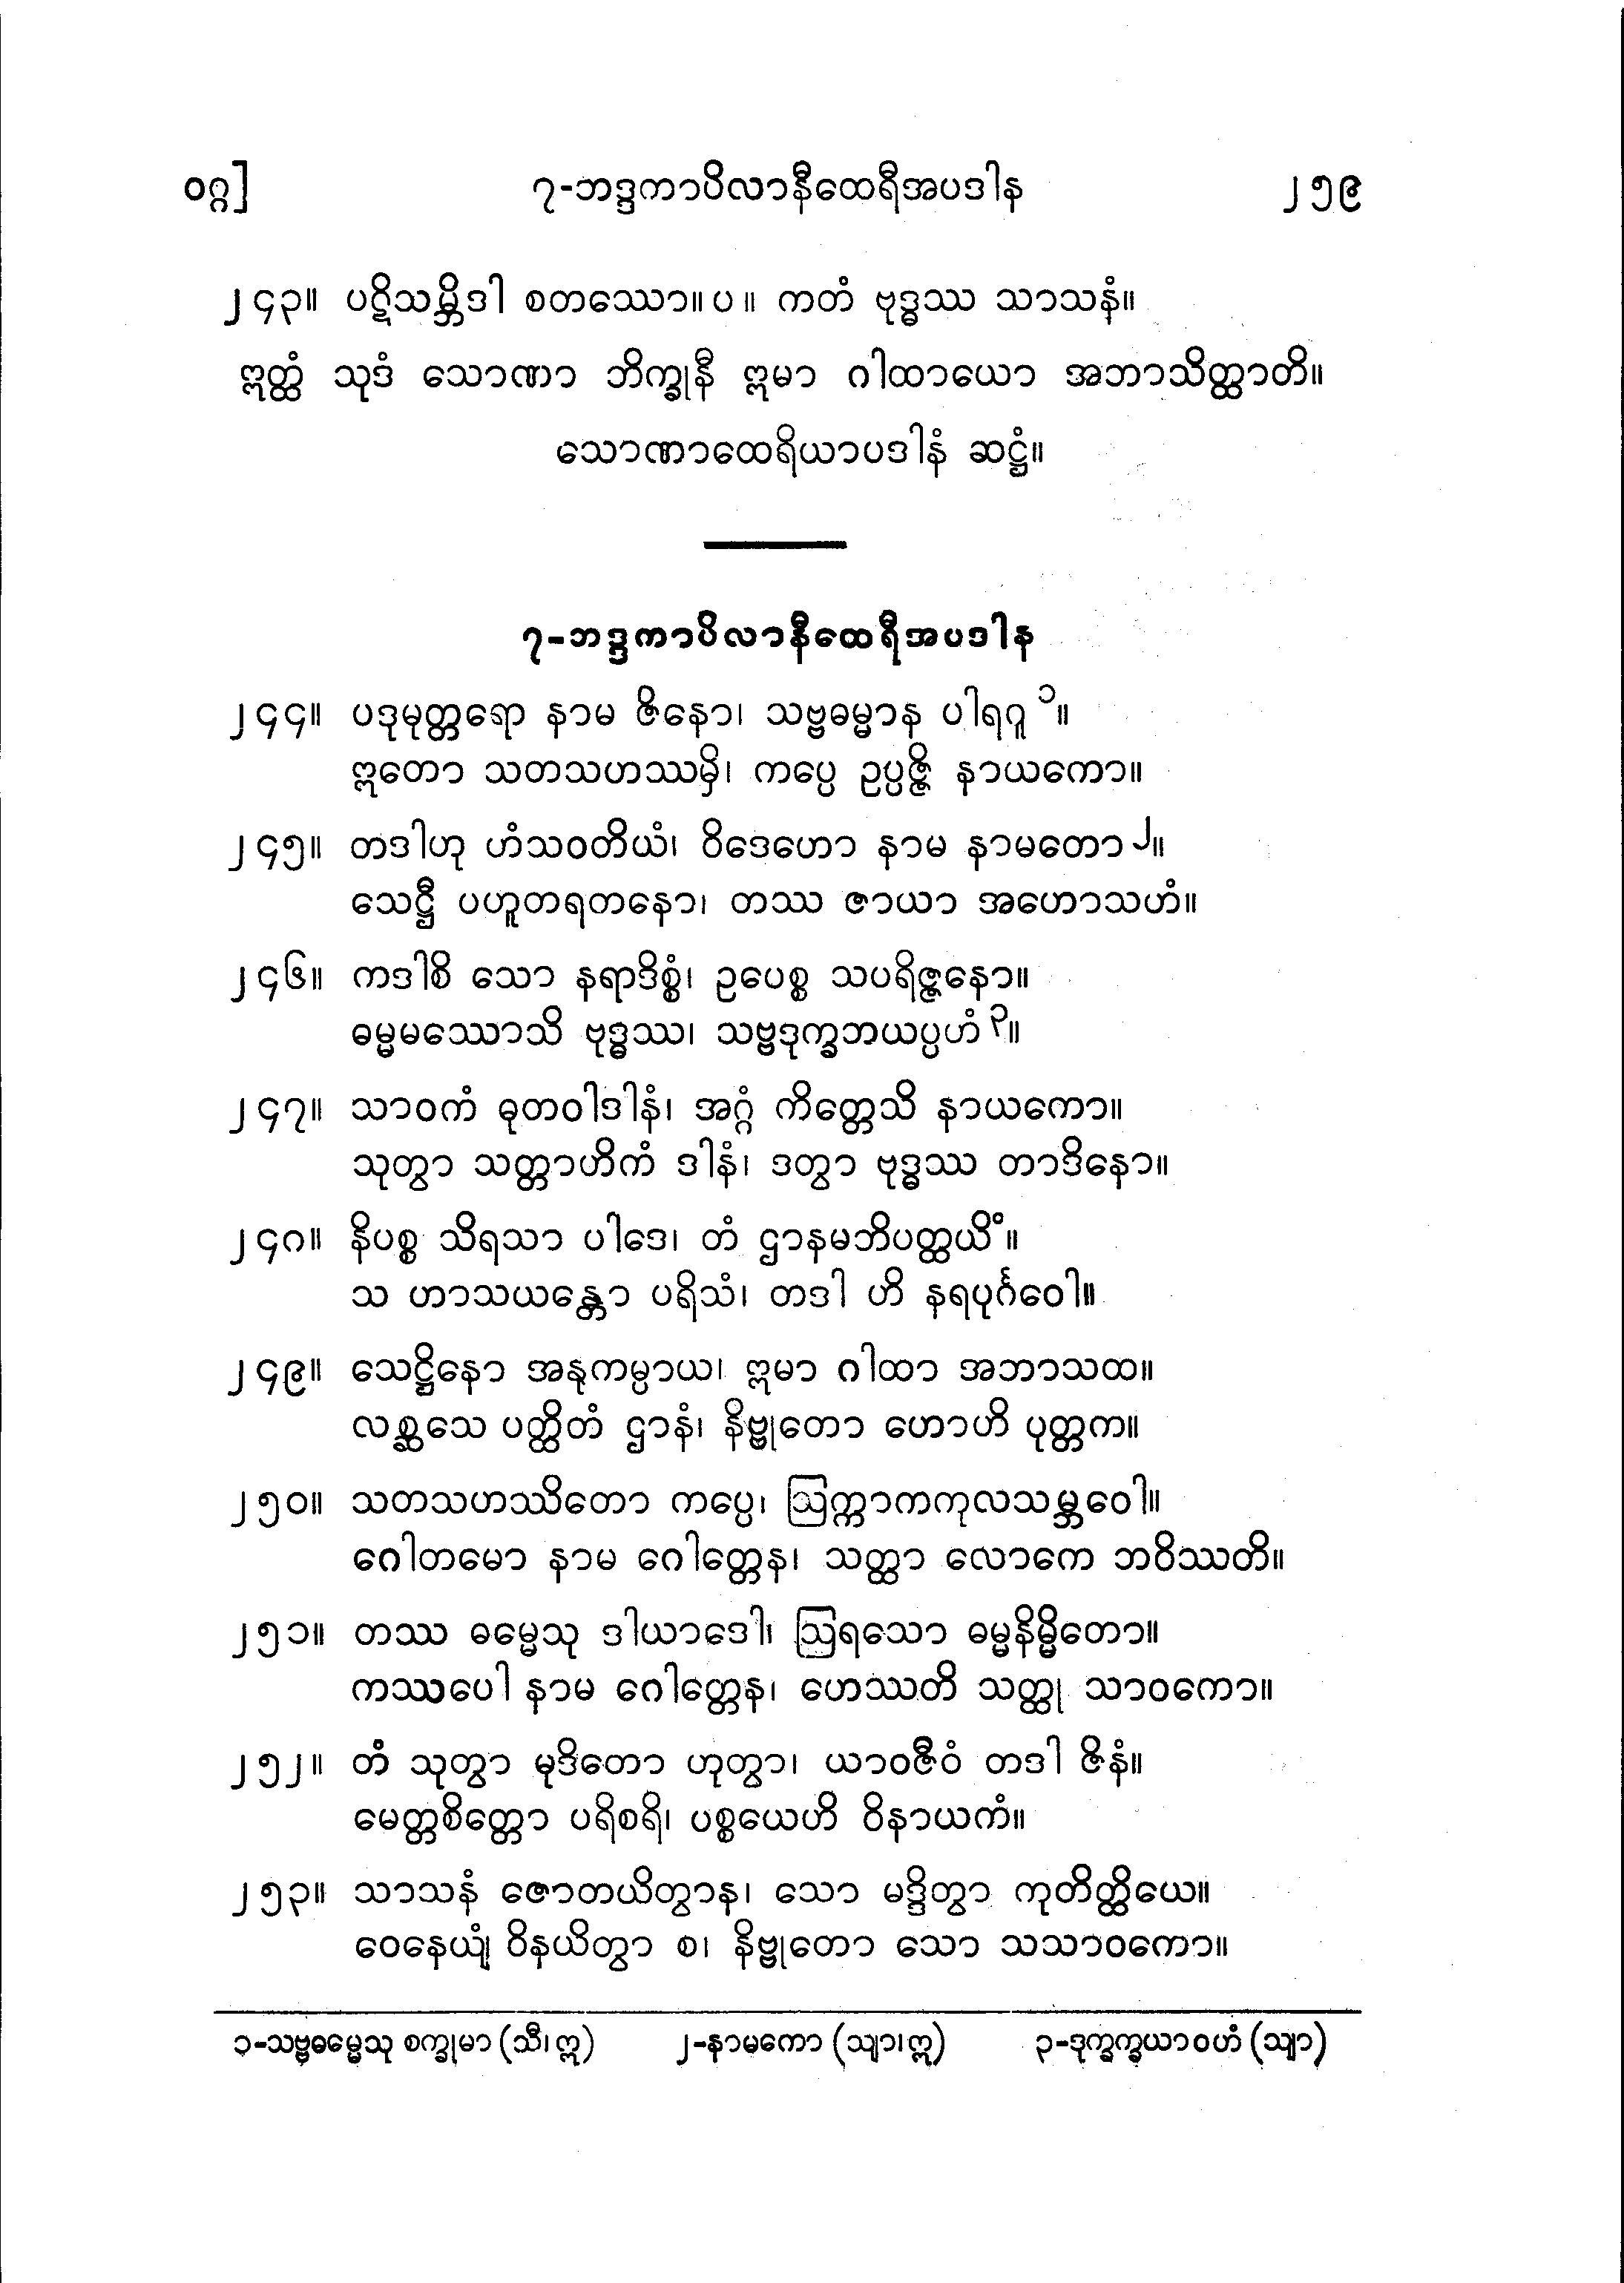 ဝဂ္ဂ] ၇-ဘဒ္ဒကာပိလာနီထေရီအပဒါန ၂၅၉
၂၄၃။ ပဋိသမ္ဘိဒါ စတဿော။ ပ ။ ကတံ ဗုဒ္ဓဿ သာသနံ။
ဣတ္ထံ သုဒံ သောဏာ ဘိက္ခုနီ ဣမာ ဂါထာယော အဘာသိတ္ထာတိ။
သောဏာထေရိယာပဒါနံ ဆဋ္ဌံ။
၇-ဘဒ္ဒကာပိလာနီထေရီအပဒါန
၂၄၄။ ပဒုမုတ္တရော နာမ ဇိနော၊ သဗ္ဗဓမ္မာန ပါရဂူ ၁။
ဣတော သတသဟဿမှိ၊ ကပ္ပေ ဥပ္ပဇ္ဇိ နာယကော။
၂၄၅။ တဒါဟု ဟံသဝတိယံ၊ ဝိဒေဟော နာမ နာမတော ၂။
သေဋ္ဌီ ပဟူတရတနော၊ တဿ ဇာယာ အဟောသဟံ။
၂၄၆။ ကဒါစိ သော နရာဒိစ္စံ၊ ဥပေစ္စ သပရိဇ္ဇနော။
ဓမ္မမဿောသိ ဗုဒ္ဓဿ၊ သဗ္ဗဒုက္ခဘယပ္ပဟံ ၃။
၂၄၇။ သာဝကံ ဓုတဝါဒါနံ၊ အဂ္ဂံ ကိတ္တေသိ နာယကော။
သုတွာ သတ္တာဟိကံ ဒါနံ၊ ဒတွာ ဗုဒ္ဓဿ တာဒိနော။
၂၄၈။ နိပစ္စ သိရသာ ပါဒေ၊ တံ ဌာနမဘိပတ္ထယိံ။
သ ဟာသယန္တော ပရိသံ၊ တဒါ ဟိ နရပုင်္ဂဝေါ။
၂၄၉။ သေဋ္ဌိနော အနုကမ္ပာယ၊ ဣမာ ဂါထာ အဘာသထ။
လစ္ဆသေ ပတ္ထိတံ ဌာနံ၊ နိဗ္ဗုတော ဟောဟိ ပုတ္တက။
၂၅၀။ သတသဟဿိတော ကပ္ပေ၊ ဩက္ကာကကုလသမ္ဘဝေါ။
ဂေါတမော နာမ ဂေါတ္တေန၊ သတ္ထာ လောကေ ဘဝိဿတိ။
၂၅၁။ တဿ ဓမ္မေသု ဒါယာဒေါ၊ ဩရသော ဓမ္မနိမ္မိတော။
ကဿပေါ နာမ ဂေါတ္တေန၊ ဟေဿတိ သတ္ထု သာဝကော။
၂၅၂။ တံ သုတွာ မုဒိတော ဟုတွာ၊ ယာဝဇီဝံ တဒါ ဇိနံ။
မေတ္တစိတ္တော ပရိစရိ၊ ပစ္စယေဟိ ဝိနာယကံ။
၂၅၃။ သာသနံ ဇောတယိတွာန၊ သော မဒ္ဒိတွာ ကုတိတ္ထိယေ။
ဝေနေယျံ ဝိနယိတွာ စ၊ နိဗ္ဗုတော သော သသာဝကော။
၁-သဗ္ဗဓမ္မေသု စက္ခုမာ (သီ၊ ဣ) ၂-နာမကော (သျာ၊ ဣ) ၃-ဒုက္ခက္ခယာဝဟံ (သျာ)